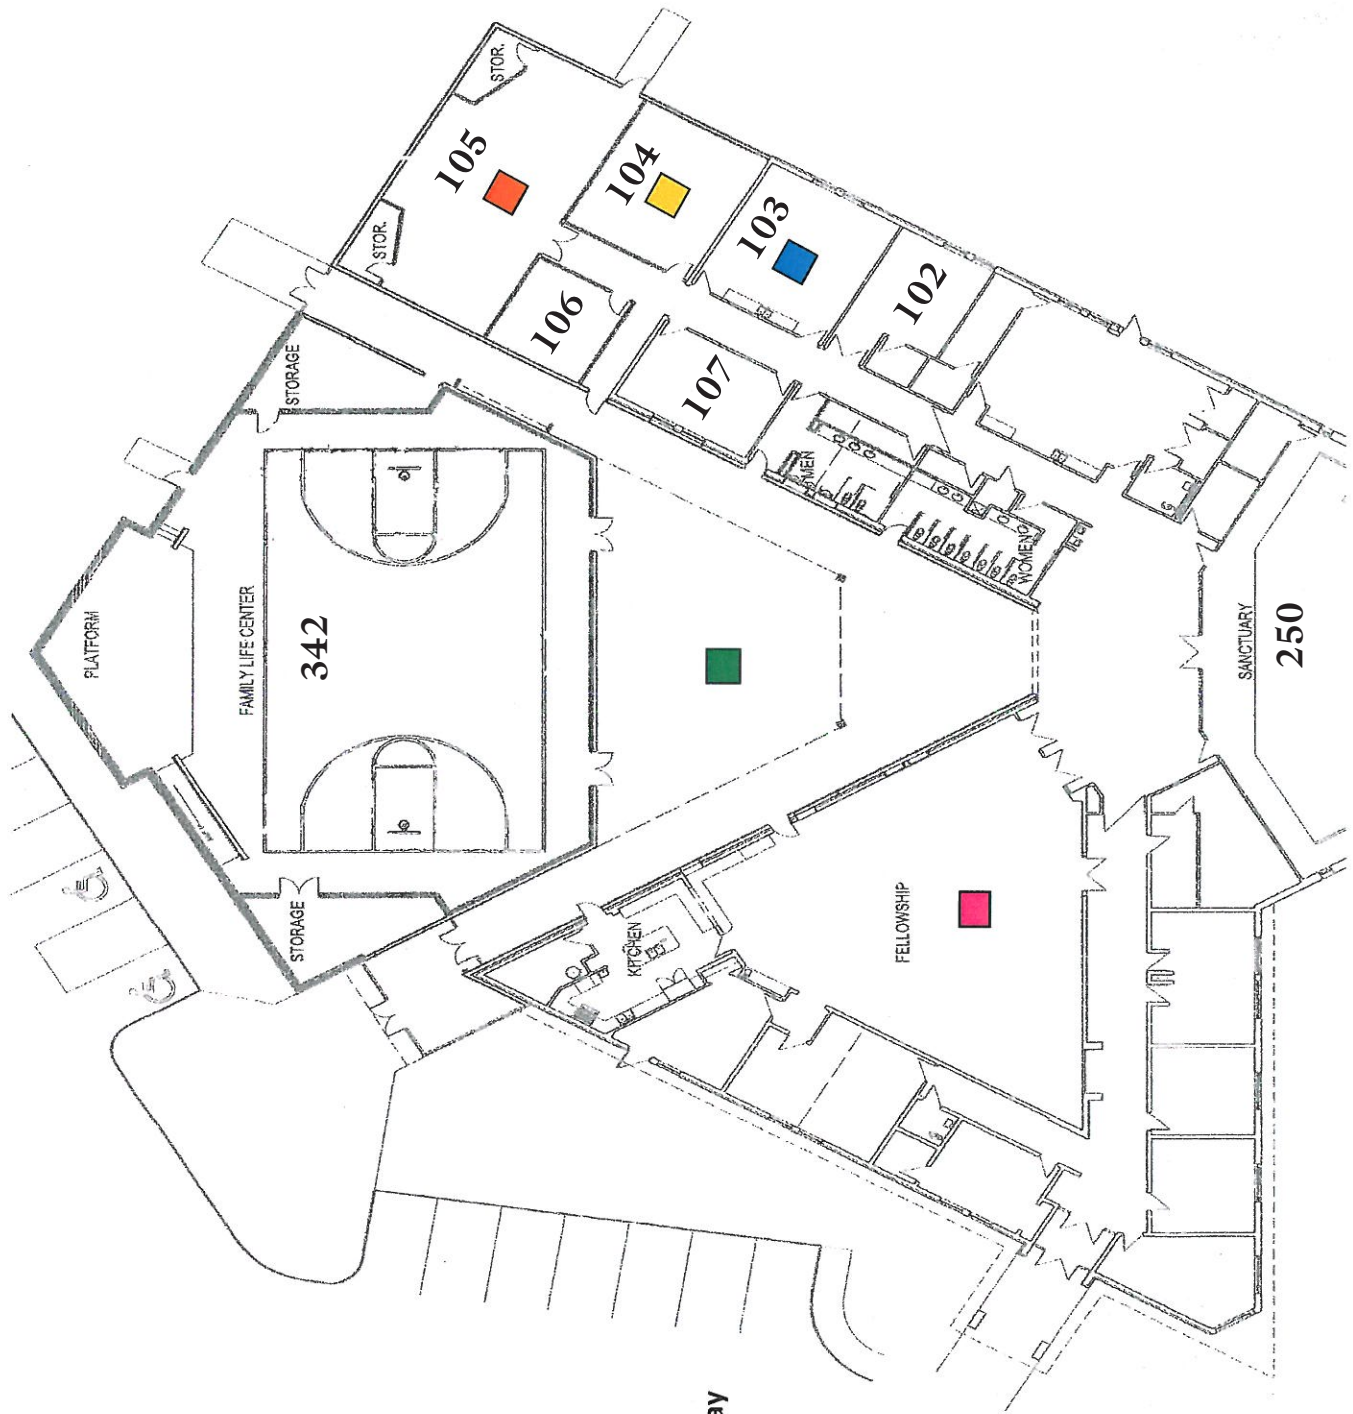 STOR.
105
STOR.
104
103
106
102
107
STORAGE
PLATFORM
FAMILY LIFE CENTER
342
MEN
WOMEN
SANCTUARY
250
STORAGE
KITCHEN
FELLOWSHIP